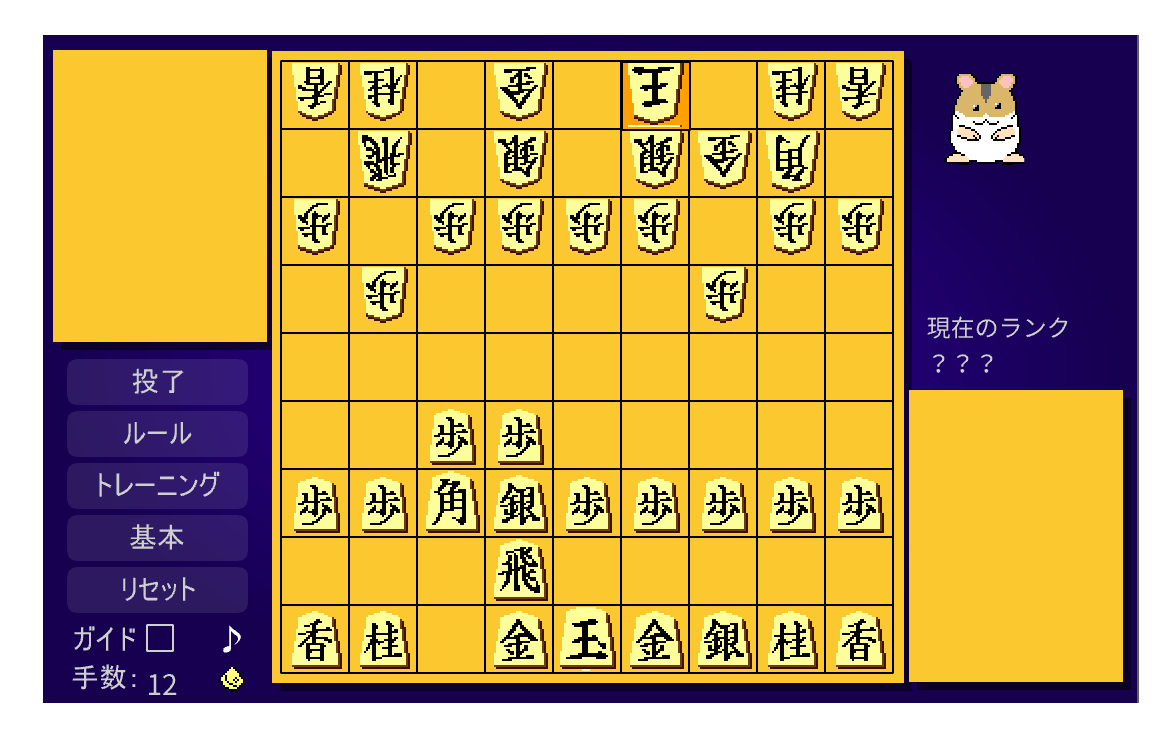 香桂金王桂香
飛銀銀金角
歩歩歩歩歩歩歩
歩歩
歩歩
歩歩角銀歩歩歩歩歩
飛
香桂金玉金銀桂香
投了
ルール
トレーニング
基本
リセット
ガイド
手数: 12
現在のランク
？？？